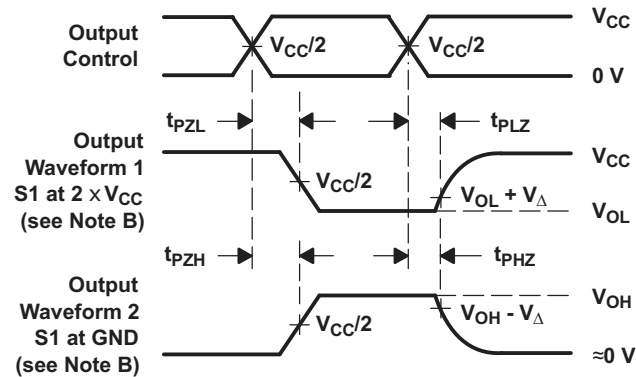 Output
Control
V_CC/2
V_CC/2
V_CC
0 V
t_PZL
t_PLZ
Output
Waveform 1
S1 at 2 x V_CC
(see Note B)
V_CC/2
V_CC
V_OL + V_Δ
V_OL
t_PZH
t_PHZ
Output
Waveform 2
S1 at GND
(see Note B)
V_CC/2
V_OH
V_OH - V_Δ
≈0 V